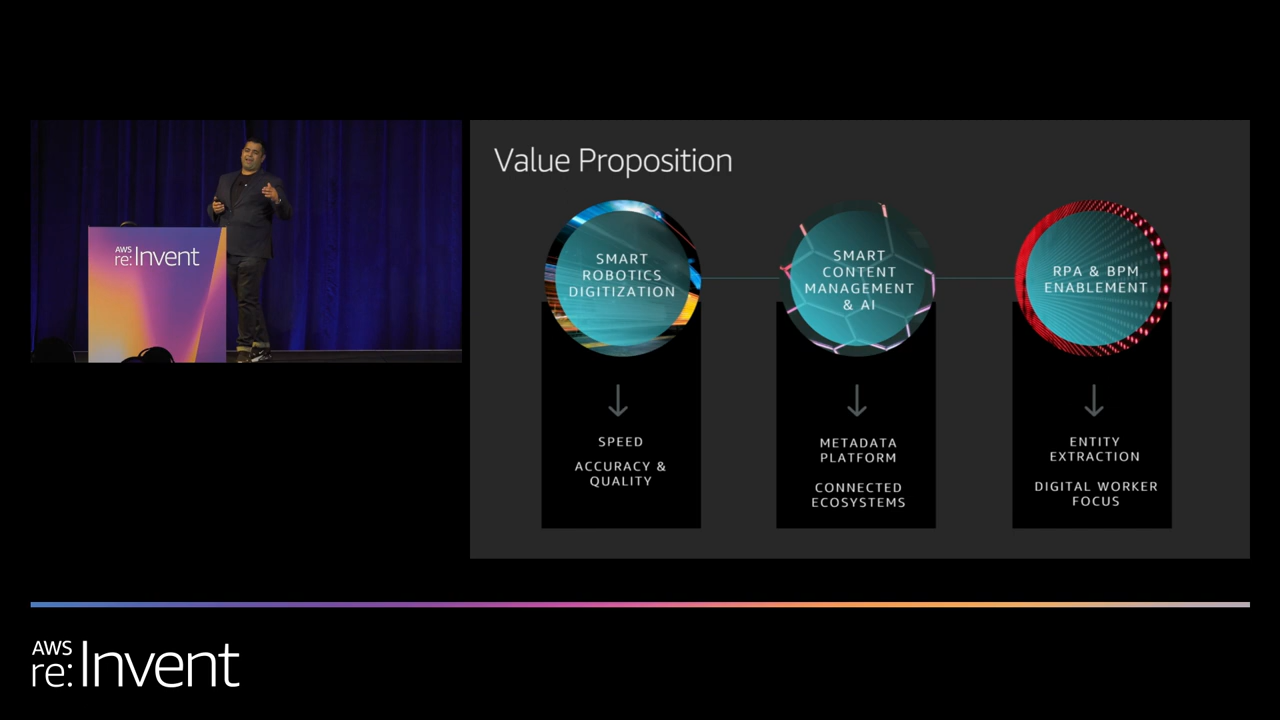 AWS
re:Invent
Value Proposition
SMART
ROBOTICS
DIGITIZATION
SPEED
ACCURACY &
QUALITY
SMART
CONTENT
MANAGEMENT
& AI
METADATA
PLATFORM
CONNECTED
ECOSYSTEMS
RPA & BPM
ENABLEMENT
ENTITY
EXTRACTION
DIGITAL WORKER
FOCUS
AWS
re:Invent